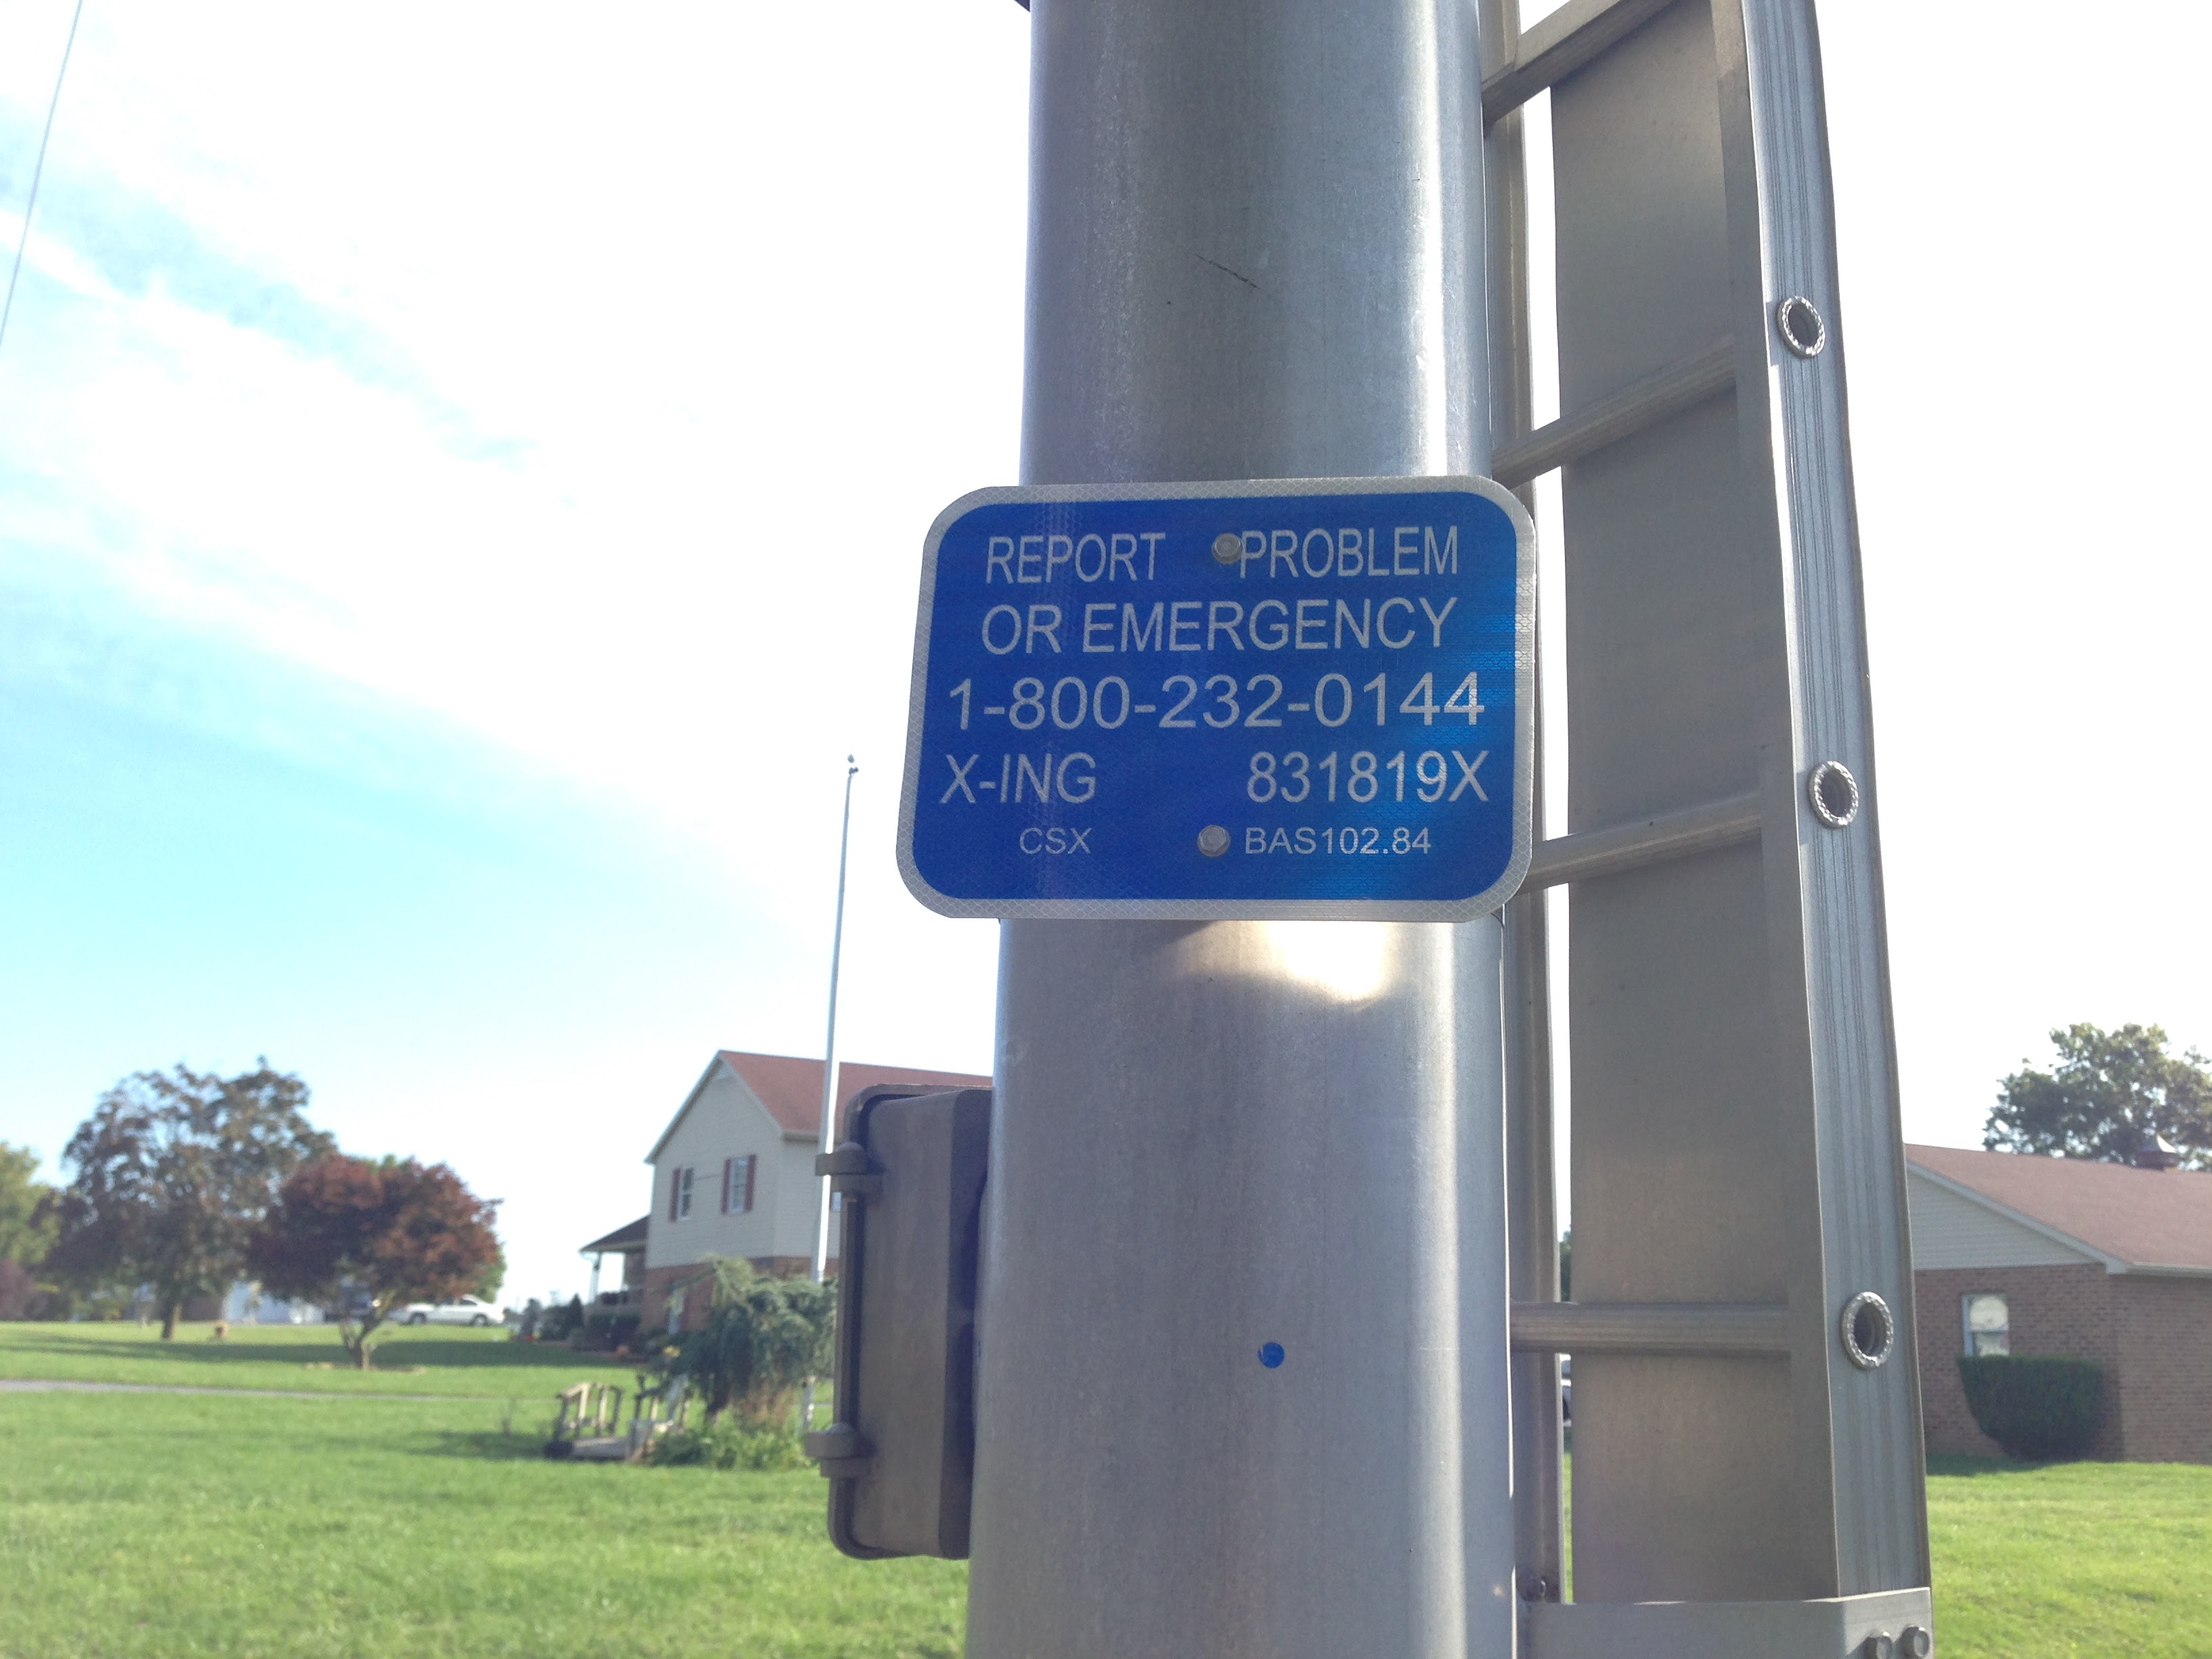 REPORT PROBLEM
OR EMERGENCY
1-800-232-0144
X-ING 831819X
CSX BAS102.84